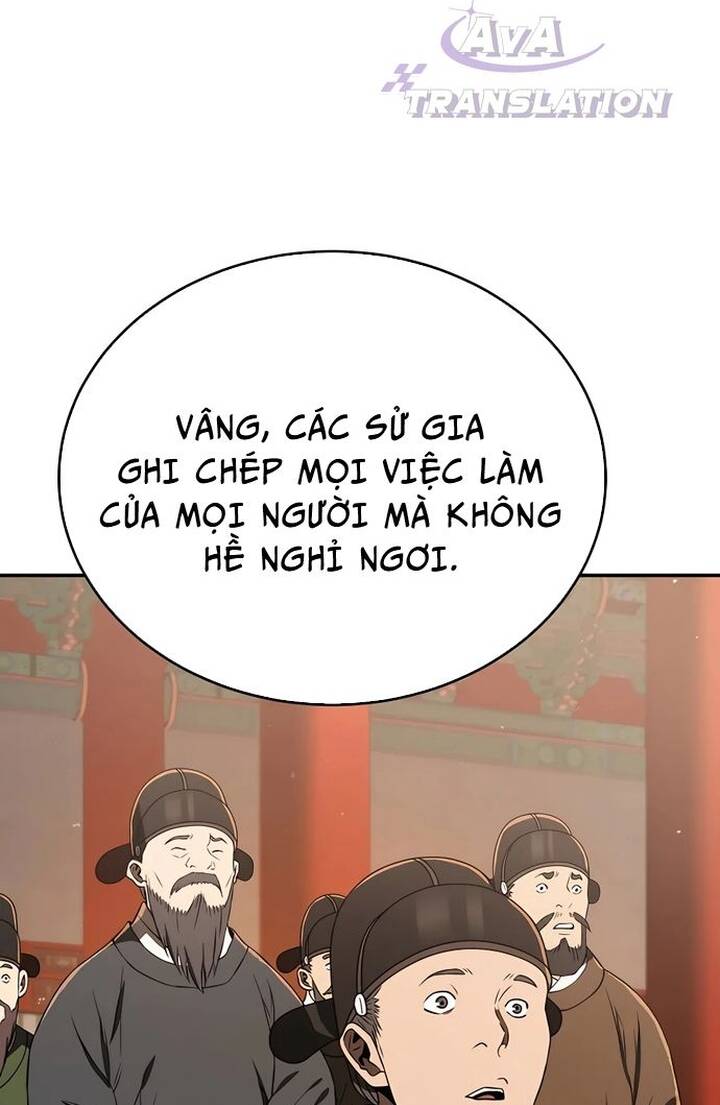 AVA
TRANSLATION
VÂNG, CÁC SỬ GIA
GHI CHÉP MỌI VIỆC LÀM
CỦA MỌI NGƯỜI MÀ KHÔNG
HỀ NGHỈ NGƠI.